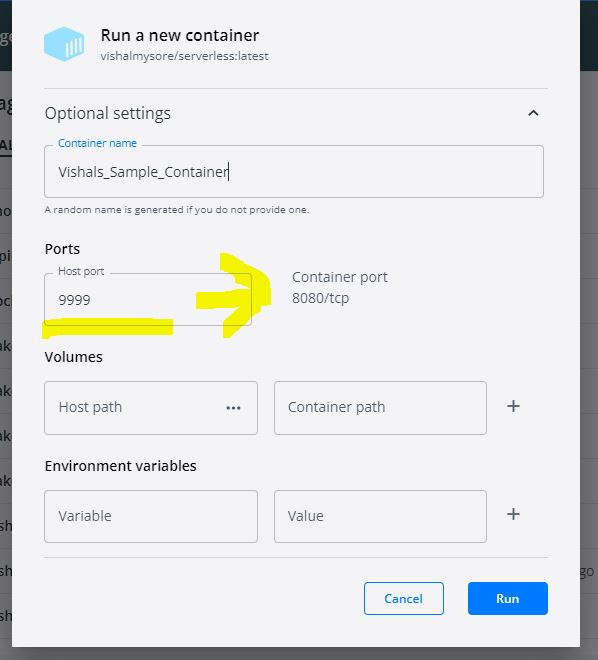 Run a new container
vishalmysore/serverless:latest
Optional settings
Container name
Vishals_Sample_Container
A random name is generated if you do not provide one.
Ports
Host port
9999
Container port
8080/tcp
Volumes
Host path
Container path
Environment variables
Variable
Value
go
Cancel
Run